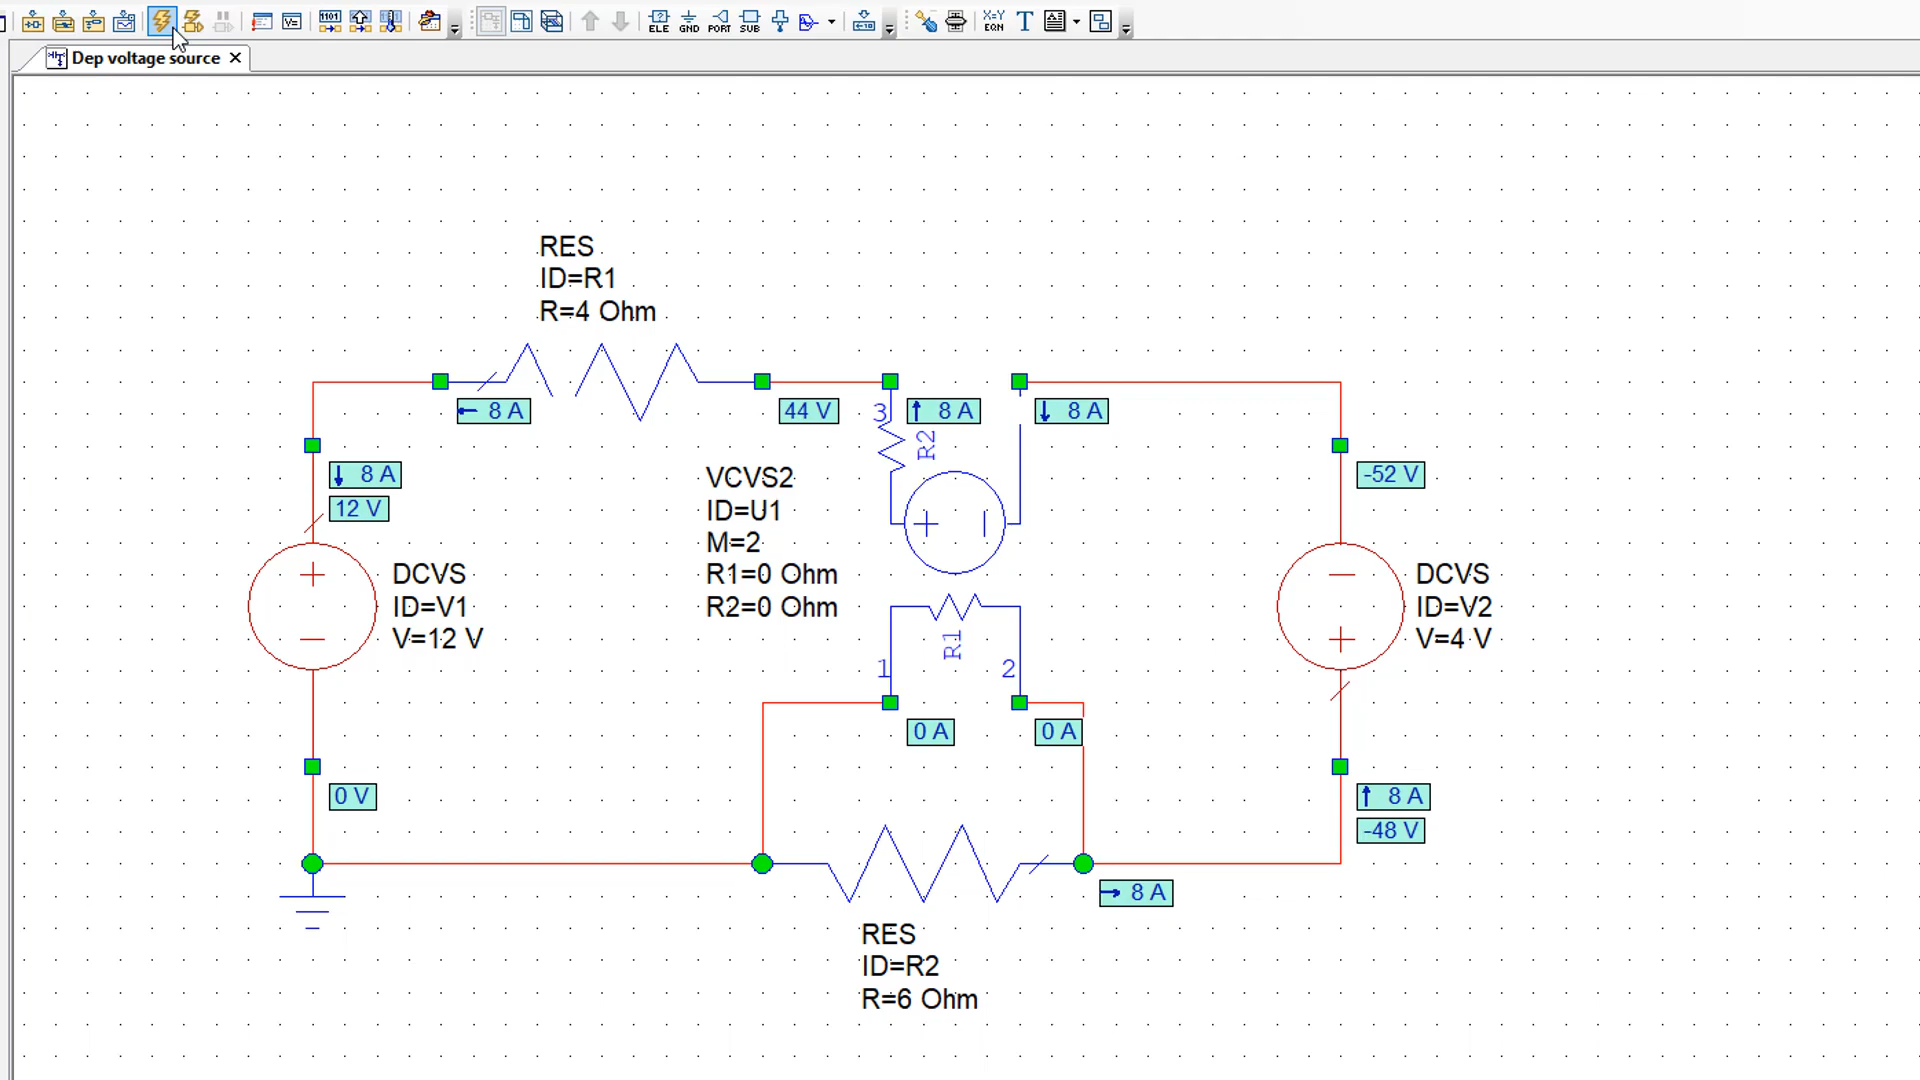 ELE GND PORT SUB X=Y EQN T
Dep voltage source
RES
ID=R1
R=4 Ohm
8 A
44 V
3
8 A
8 A
R2
8 A
12 V
-52 V
VCVS2
ID=U1
M=2
R1=0 Ohm
R2=0 Ohm
DCVS
ID=V1
V=12 V
DCVS
ID=V2
V=4 V
R1
1
2
0 A
0 A
0 V
8 A
-48 V
8 A
RES
ID=R2
R=6 Ohm